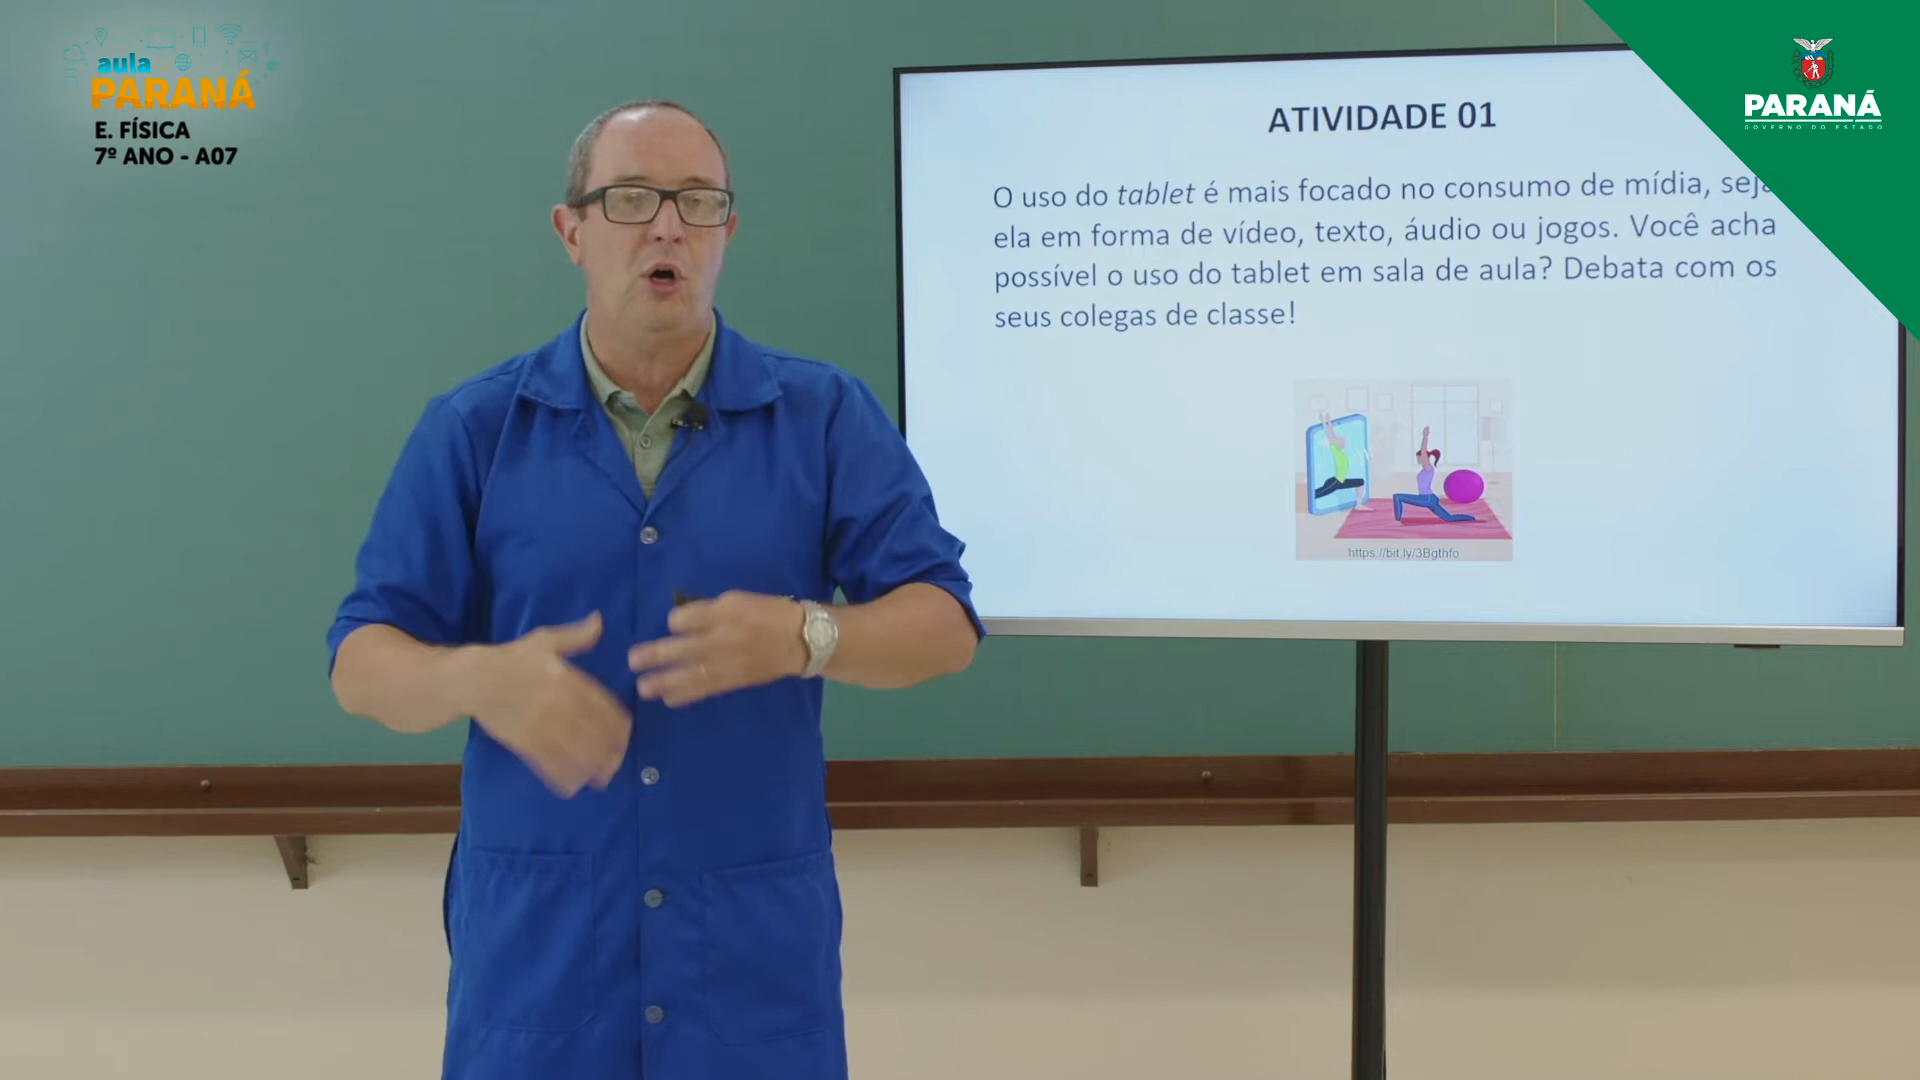 aula
PARANÁ
E. FÍSICA
7º ANO - A07
ATIVIDADE 01
O uso do tablet é mais focado no consumo de mídia, seja
ela em forma de vídeo, texto, áudio ou jogos. Você acha
possível o uso do tablet em sala de aula? Debata com os
seus colegas de classe!
https://bit.ly/3Bgthfo
PARANÁ
GOVERNO DO ESTADO